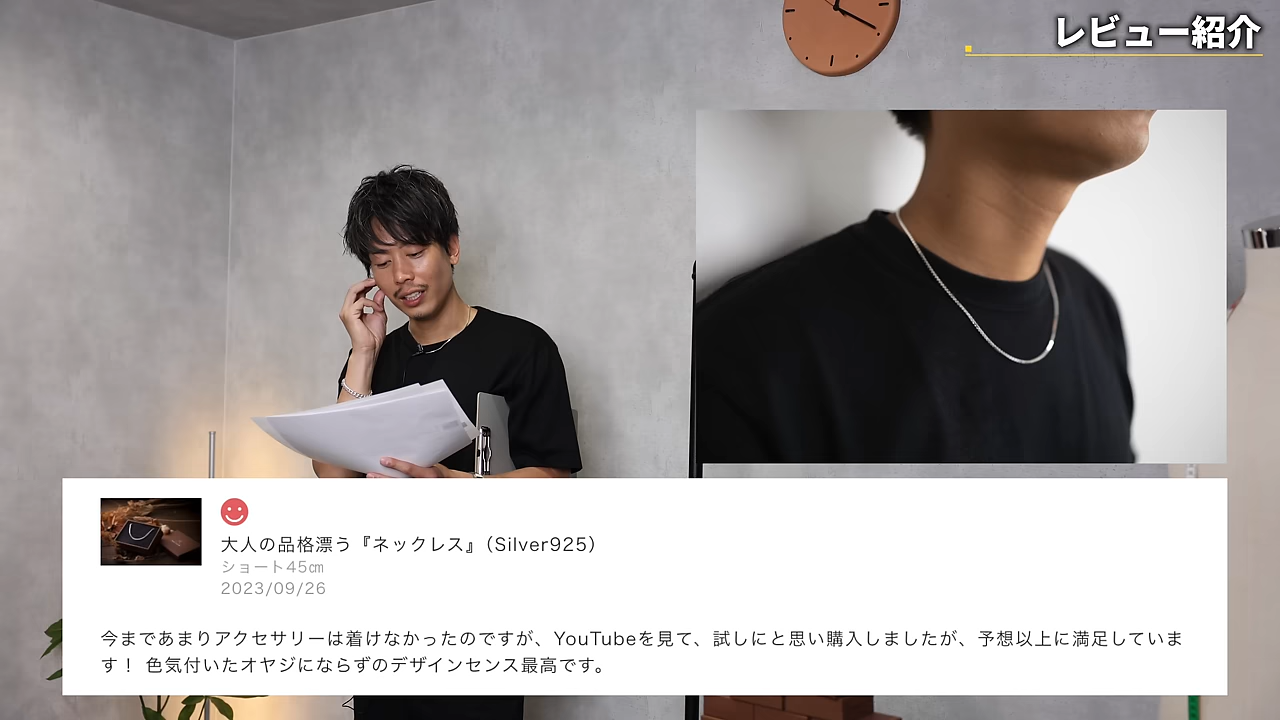 レビュー紹介
大人の品格漂う『ネックレス』（Silver925）
ショート45㎝
2023/09/26
今まであまりアクセサリーは着けなかったのですが、YouTubeを見て、試しにと思い購入しましたが、予想以上に満足していま
す！ 色気付いたオヤジにならずのデザインセンス最高です。